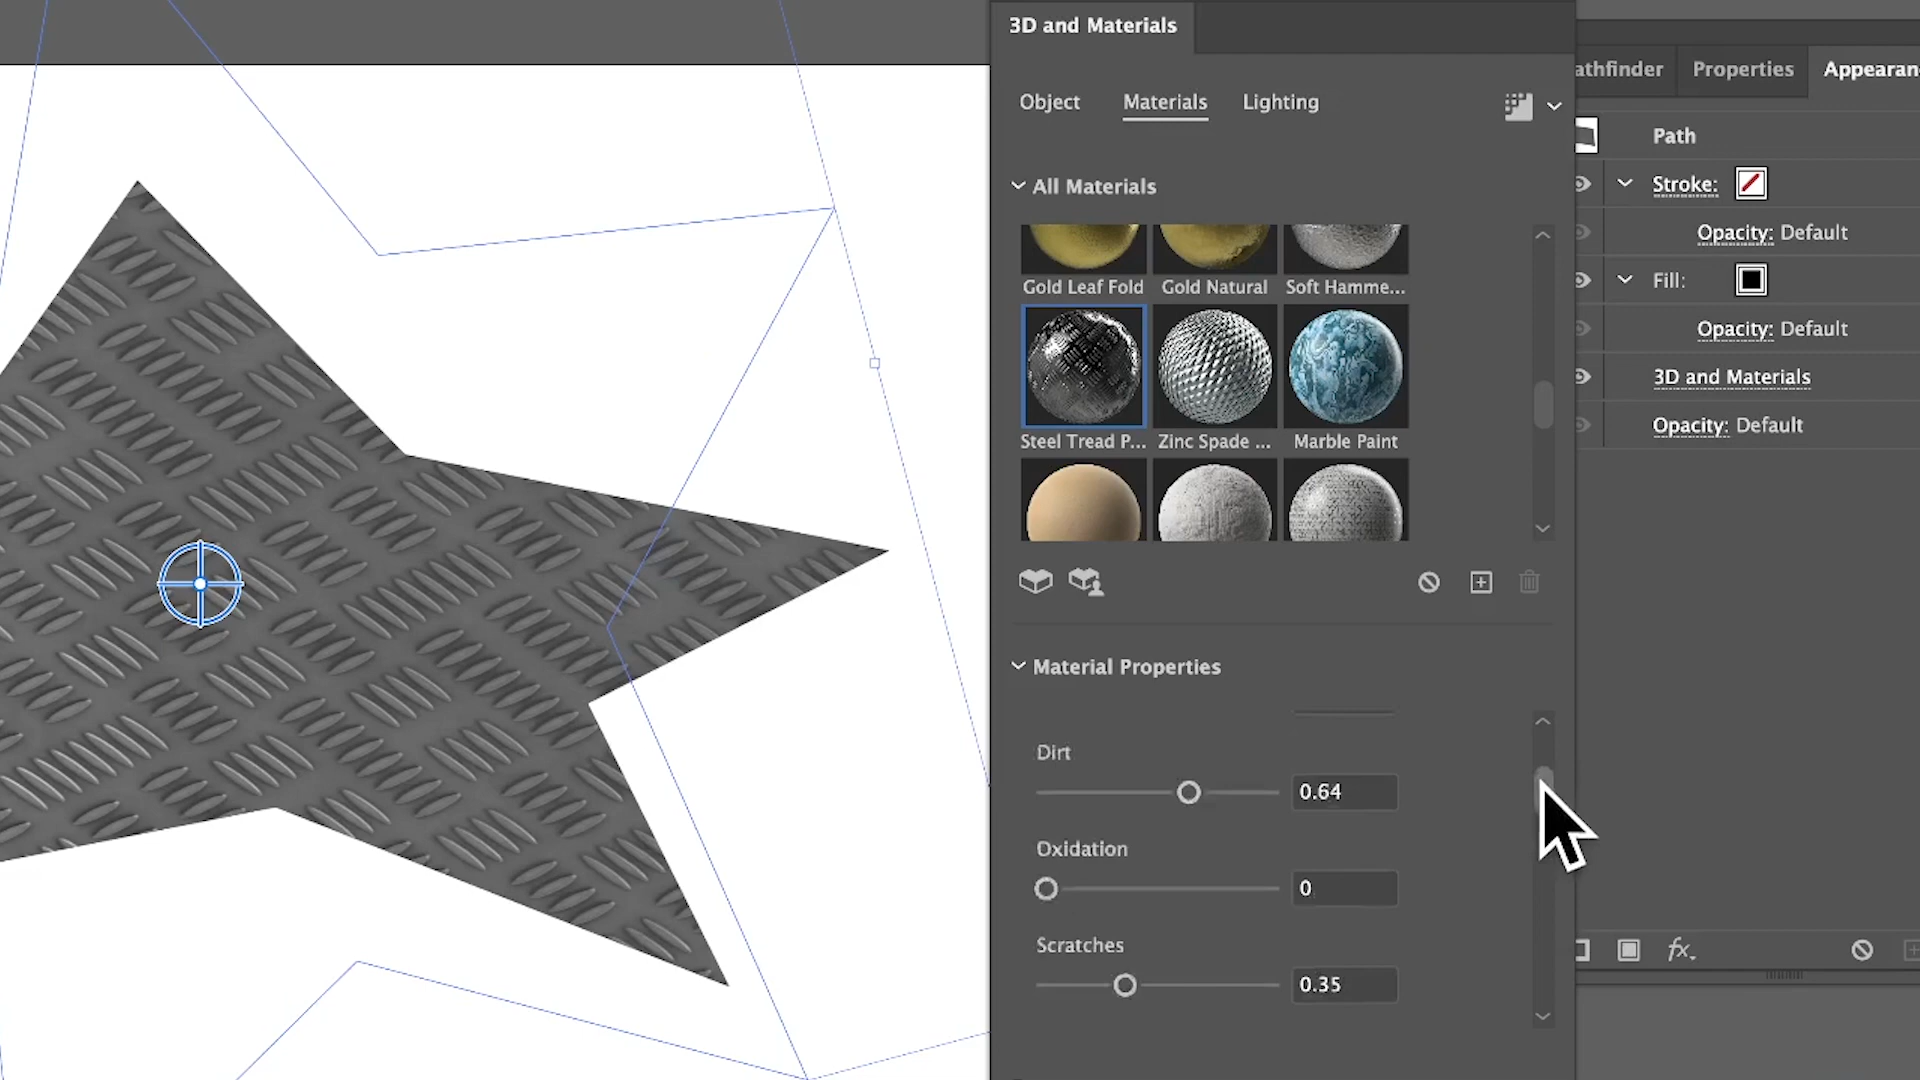 3D and Materials
Object Materials Lighting
All Materials
Gold Leaf Fold Gold Natural Soft Hamme...
Steel Tread P... Zinc Spade ... Marble Paint
Material Properties
Dirt
0.64
Oxidation
0
Scratches
0.35
athfinder Properties Appearan
Path
Stroke:
Opacity: Default
Fill:
Opacity: Default
3D and Materials
Opacity: Default
fx.